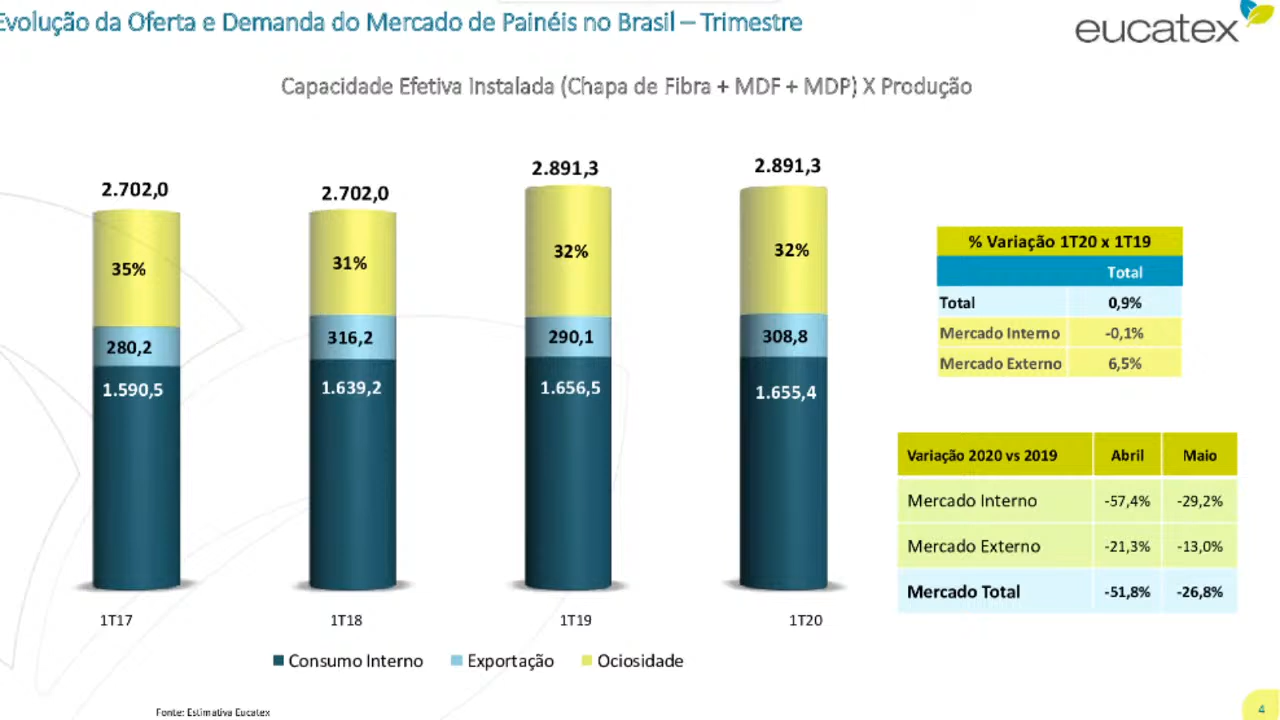 Evolução da Oferta e Demanda do Mercado de Painéis no Brasil – Trimestre
eucatex
Capacidade Efetiva Instalada (Chapa de Fibra + MDF + MDP) X Produção
2.702,0 2.702,0 2.891,3 2.891,3
35% 31% 32% 32%
280,2 316,2 290,1 308,8
1.590,5 1.639,2 1.656,5 1.655,4
1T17 1T18 1T19 1T20
Consumo Interno Exportação Ociosidade
% Variação 1T20 x 1T19
Total
Total 0,9%
Mercado Interno -0,1%
Mercado Externo 6,5%
Variação 2020 vs 2019 Abril Maio
Mercado Interno -57,4% -29,2%
Mercado Externo -21,3% -13,0%
Mercado Total -51,8% -26,8%
Fonte: Estimativa Eucatex
4